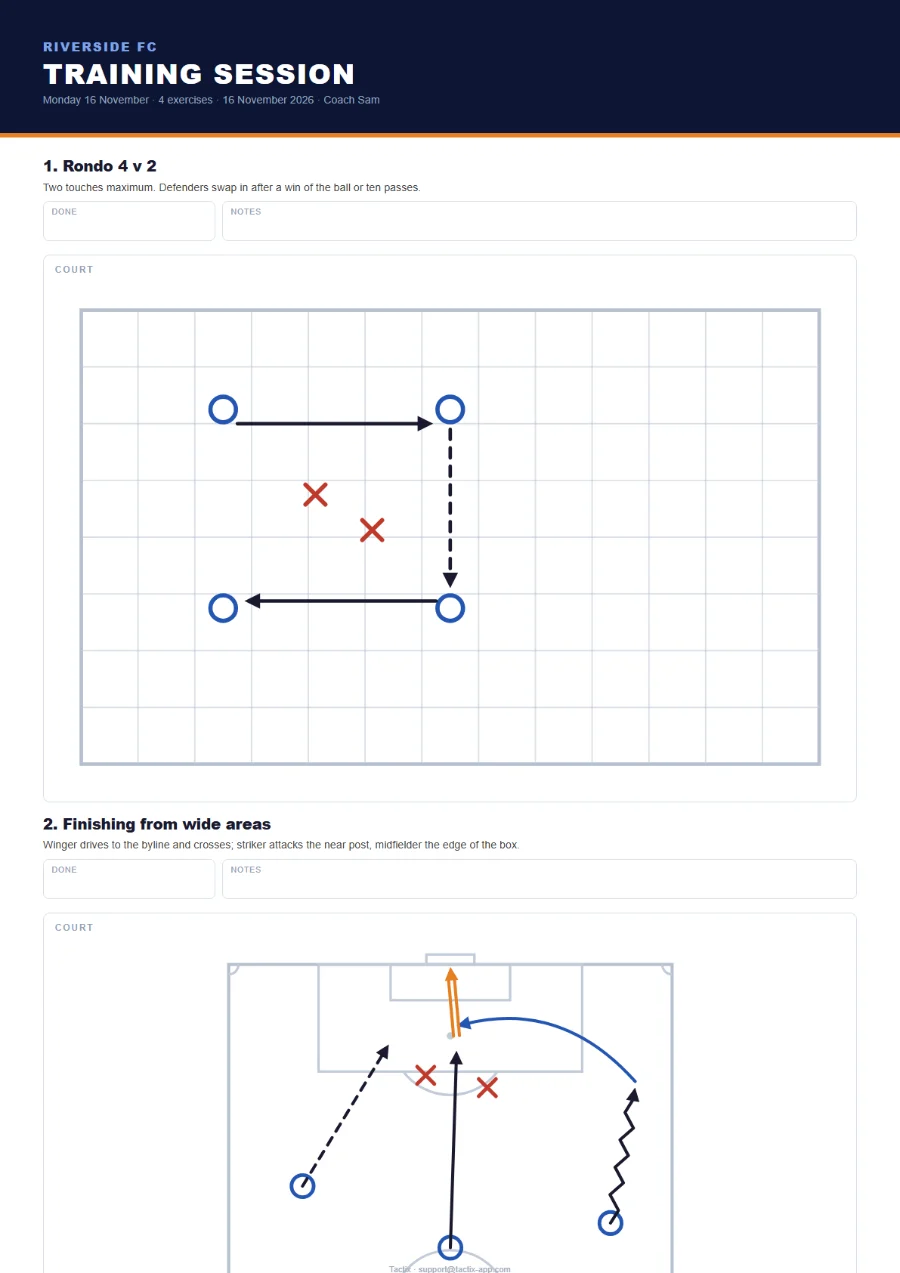 RIVERSIDE FC
TRAINING SESSION
Monday 16 November · 4 exercises · 16 November 2026 · Coach Sam
1. Rondo 4 v 2
Two touches maximum. Defenders swap in after a win of the ball or ten passes.
DONE
NOTES
COURT
2. Finishing from wide areas
Winger drives to the byline and crosses; striker attacks the near post, midfielder the edge of the box.
DONE
NOTES
COURT
Tactix · support@tactix-app.com